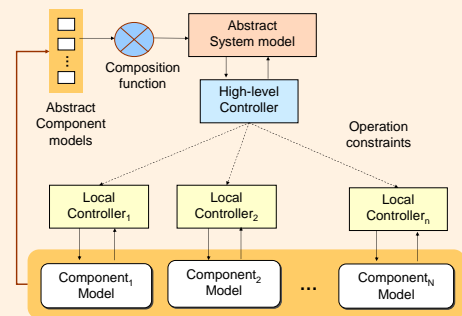 Abstract
System model
Composition
function
Abstract
Component
models
High-level
Controller
Operation
constraints
Local
Controller₁
Local
Controller₂
Local
Controllerₙ
Component₁
Model
Component₂
Model
...
Component_N
Model